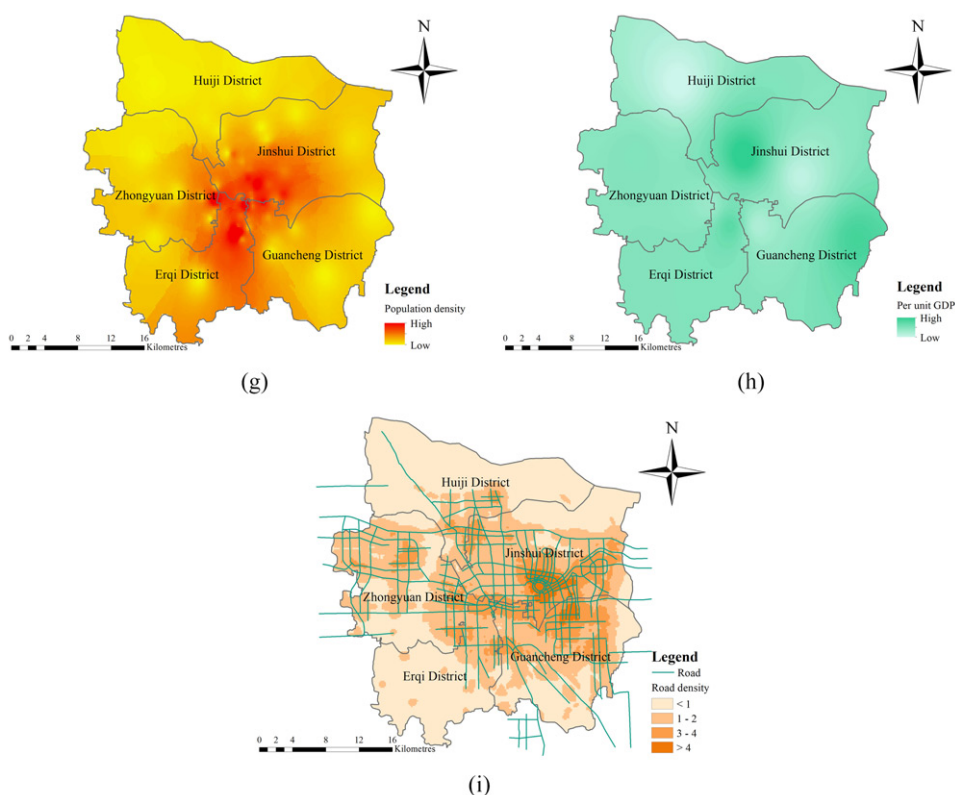 N
Huiji District
Jinshui District
Zhongyuan District
Guancheng District
Erqi District
Legend
Population density
High
Low
0 2 4 8 12 16
Kilometres
(g)
N
Huiji District
Jinshui District
Zhongyuan District
Guancheng District
Erqi District
Legend
Per unit GDP
High
Low
0 2 4 8 12 16
Kilometres
(h)
N
Huiji District
Jinshui District
Zhongyuan District
Guancheng District
Erqi District
Legend
Road
Road density
< 1
1 - 2
3 - 4
> 4
0 2 4 8 12 16
Kilometres
(i)